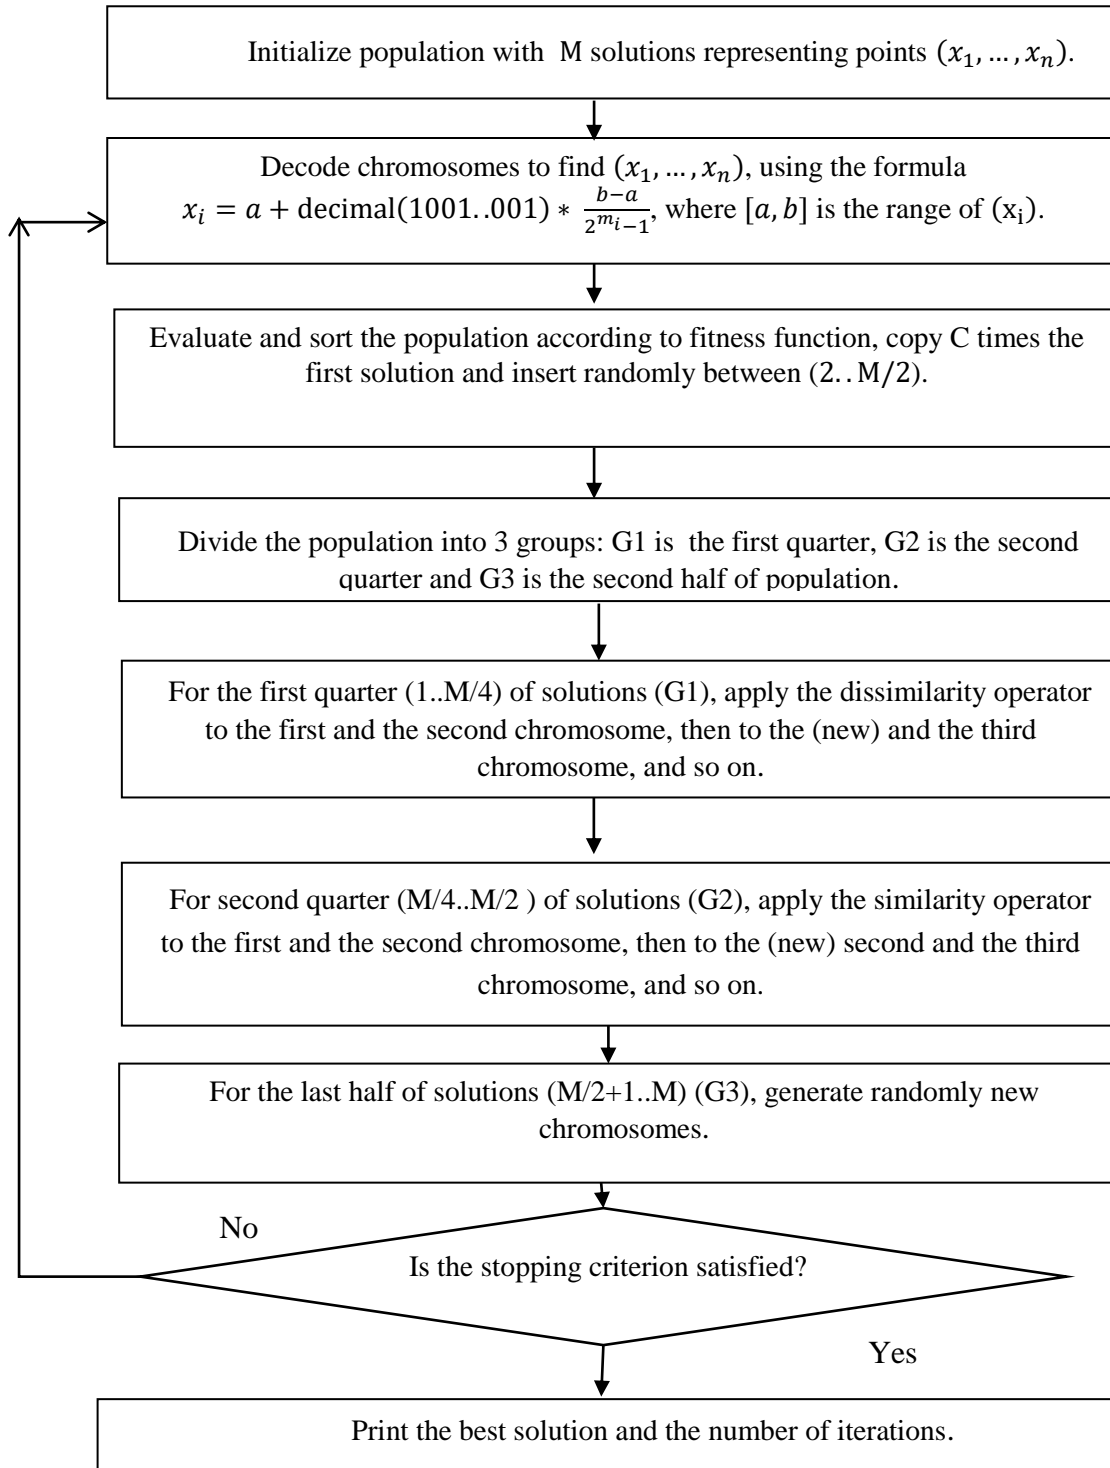 Initialize population with M solutions representing points (𝑥₁, … , 𝑥ₙ).
Decode chromosomes to find (𝑥₁, … , 𝑥ₙ), using the formula
𝑥ᵢ = 𝑎 + decimal(1001. .001) ∗ \frac{b−a}{2^{m_i−1}}, where [𝑎, 𝑏] is the range of (xᵢ).
Evaluate and sort the population according to fitness function, copy C times the
first solution and insert randomly between (2. . M/2).
Divide the population into 3 groups: G1 is the first quarter, G2 is the second
quarter and G3 is the second half of population.
For the first quarter (1..M/4) of solutions (G1), apply the dissimilarity operator
to the first and the second chromosome, then to the (new) and the third
chromosome, and so on.
For second quarter (M/4..M/2 ) of solutions (G2), apply the similarity operator
to the first and the second chromosome, then to the (new) second and the third
chromosome, and so on.
For the last half of solutions (M/2+1..M) (G3), generate randomly new
chromosomes.
No
Is the stopping criterion satisfied?
Yes
Print the best solution and the number of iterations.